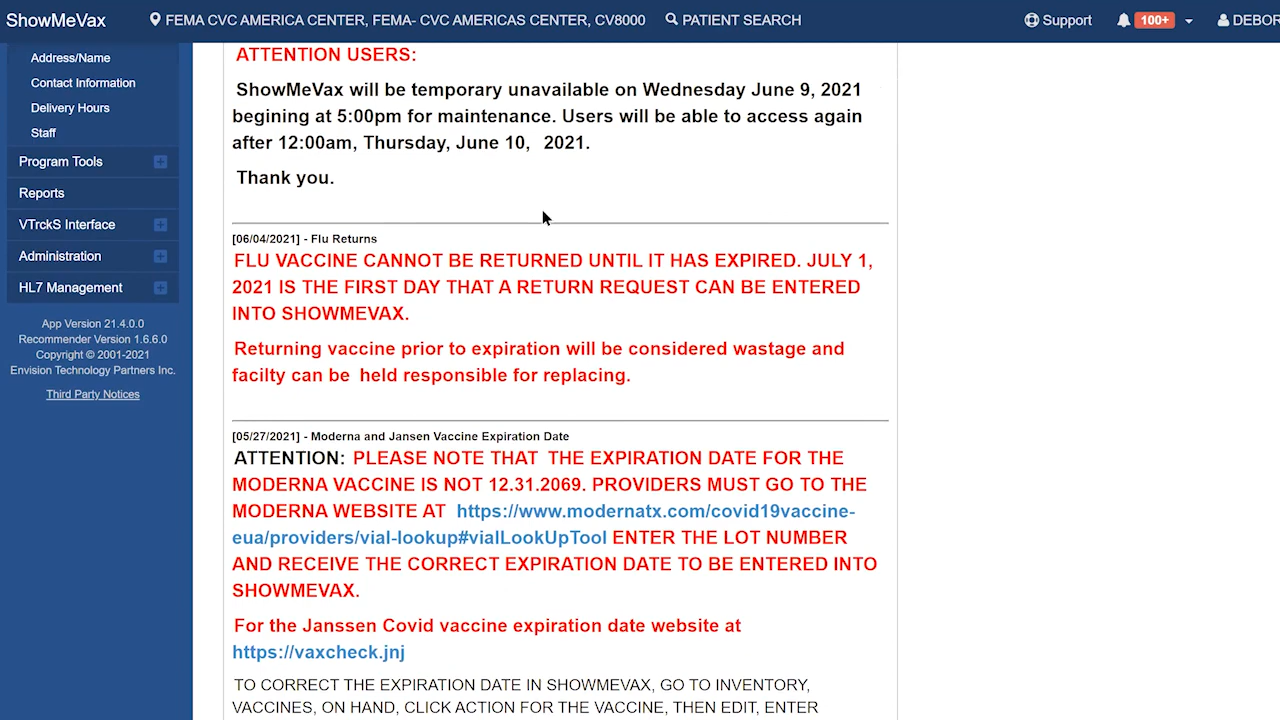 ShowMeVax FEMA CVC AMERICA CENTER, FEMA- CVC AMERICAS CENTER, CV8000 PATIENT SEARCH Support 100+ DEBOR
Address/Name
Contact Information
Delivery Hours
Staff
Program Tools
Reports
VTrckS Interface
Administration
HL7 Management
App Version 21.4.0.0
Recommender Version 1.6.6.0
Copyright © 2001-2021
Envision Technology Partners Inc.
Third Party Notices
ATTENTION USERS:
ShowMeVax will be temporary unavailable on Wednesday June 9, 2021
begining at 5:00pm for maintenance. Users will be able to access again
after 12:00am, Thursday, June 10, 2021.
Thank you.
[06/04/2021] - Flu Returns
FLU VACCINE CANNOT BE RETURNED UNTIL IT HAS EXPIRED. JULY 1,
2021 IS THE FIRST DAY THAT A RETURN REQUEST CAN BE ENTERED
INTO SHOWMEVAX.
Returning vaccine prior to expiration will be considered wastage and
facilty can be held responsible for replacing.
[05/27/2021] - Moderna and Jansen Vaccine Expiration Date
ATTENTION: PLEASE NOTE THAT THE EXPIRATION DATE FOR THE
MODERNA VACCINE IS NOT 12.31.2069. PROVIDERS MUST GO TO THE
MODERNA WEBSITE AT https://www.modernatx.com/covid19vaccine-
eua/providers/vial-lookup#vialLookUpTool ENTER THE LOT NUMBER
AND RECEIVE THE CORRECT EXPIRATION DATE TO BE ENTERED INTO
SHOWMEVAX.
For the Janssen Covid vaccine expiration date website at
https://vaxcheck.jnj
TO CORRECT THE EXPIRATION DATE IN SHOWMEVAX, GO TO INVENTORY,
VACCINES, ON HAND, CLICK ACTION FOR THE VACCINE, THEN EDIT, ENTER